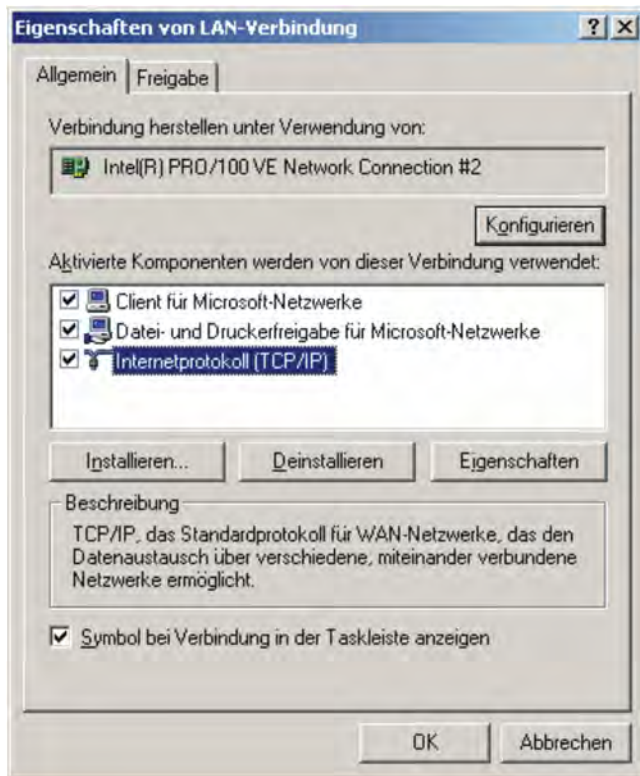 Eigenschaften von LAN-Verbindung
Allgemein
Freigabe
Verbindung herstellen unter Verwendung von:
Intel(R) PRO/100 VE Network Connection #2
Konfigurieren
Aktivierte Komponenten werden von dieser Verbindung verwendet:
Client für Microsoft-Netzwerke
Datei- und Druckerfreigabe für Microsoft-Netzwerke
Internetprotokoll (TCP/IP)
Installieren...
Deinstallieren
Eigenschaften
Beschreibung
TCP/IP, das Standardprotokoll für WAN-Netzwerke, das den
Datenaustausch über verschiedene, miteinander verbundene
Netzwerke ermöglicht.
Symbol bei Verbindung in der Taskleiste anzeigen
OK
Abbrechen